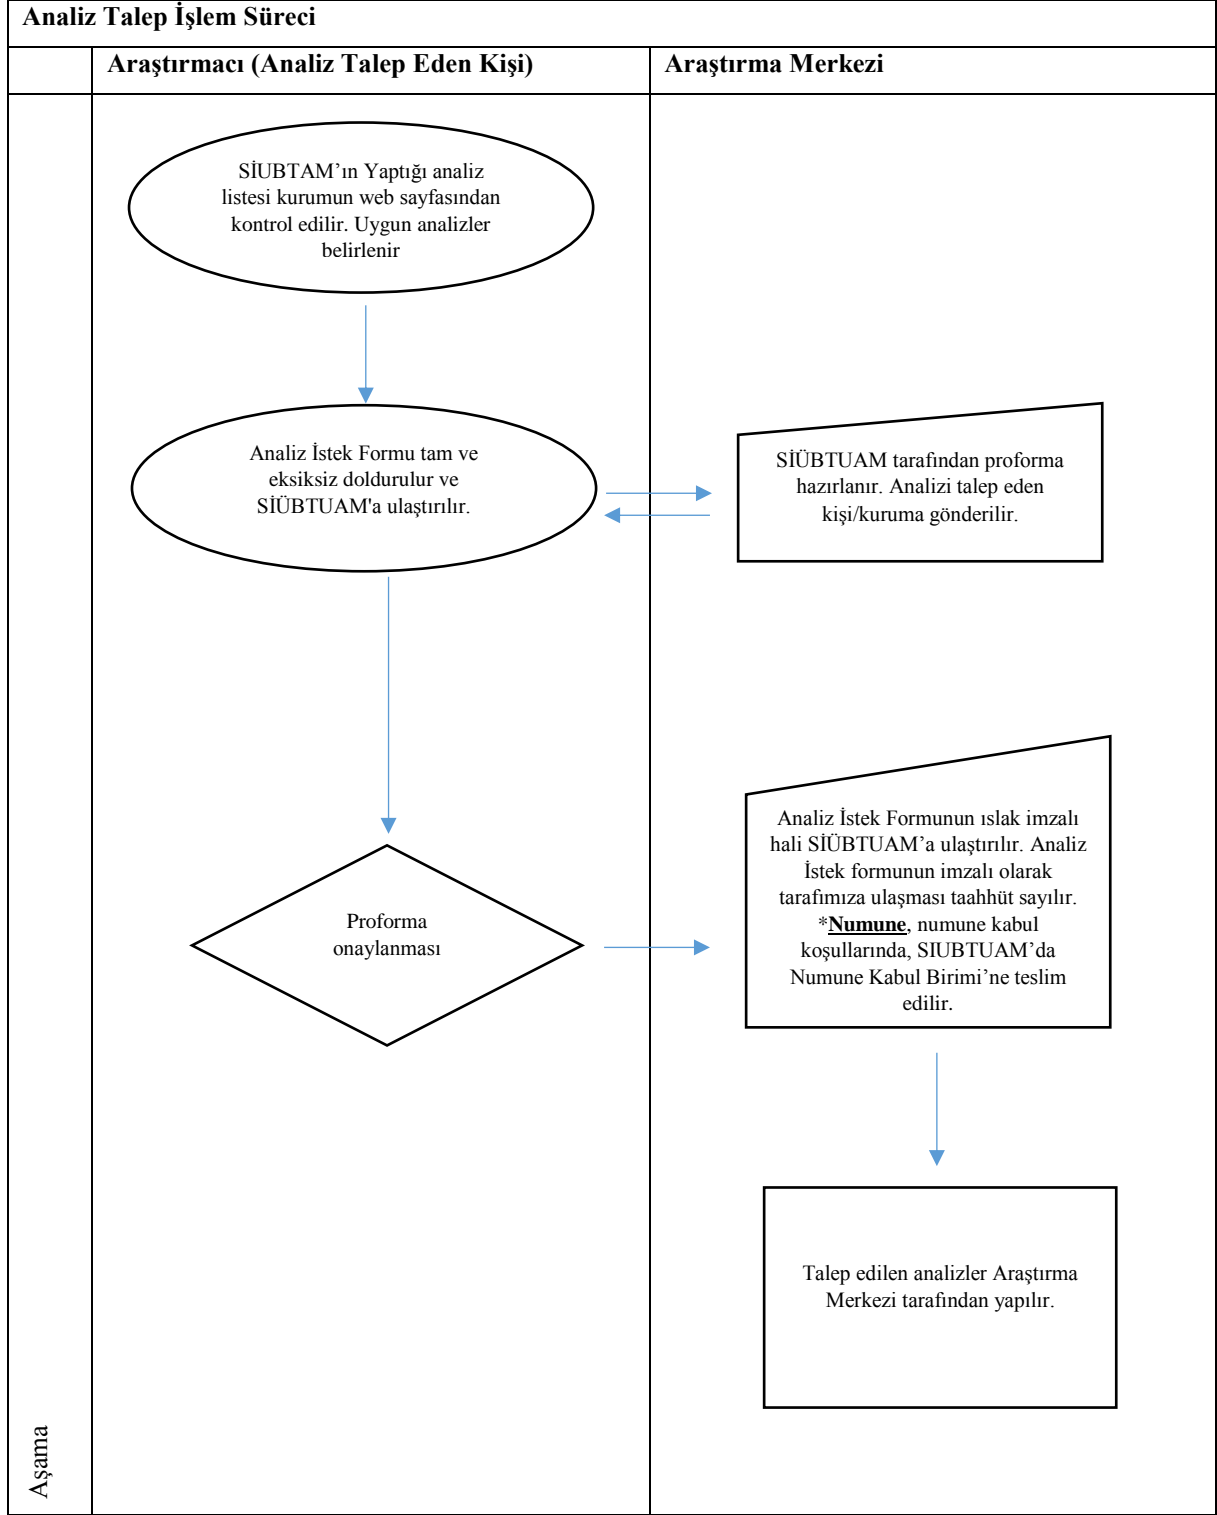 Analiz Talep İşlem Süreci
Araştırmacı (Analiz Talep Eden Kişi)
Araştırma Merkezi
SİUBTAM’ın Yaptığı analiz
listesi kurumun web sayfasından
kontrol edilir. Uygun analizler
belirlenir
Analiz İstek Formu tam ve
eksiksiz doldurulur ve
SİÜBTUAM'a ulaştırılır.
SİÜBTUAM tarafından proforma
hazırlanır. Analizi talep eden
kişi/kuruma gönderilir.
Proforma
onaylanması
Analiz İstek Formunun ıslak imzalı
hali SİÜBTUAM’a ulaştırılır. Analiz
İstek formunun imzalı olarak
tarafımıza ulaşması taahhüt sayılır.
*Numune, numune kabul
koşullarında, SIUBTUAM’da
Numune Kabul Birimi’ne teslim
edilir.
Talep edilen analizler Araştırma
Merkezi tarafından yapılır.
Aşama